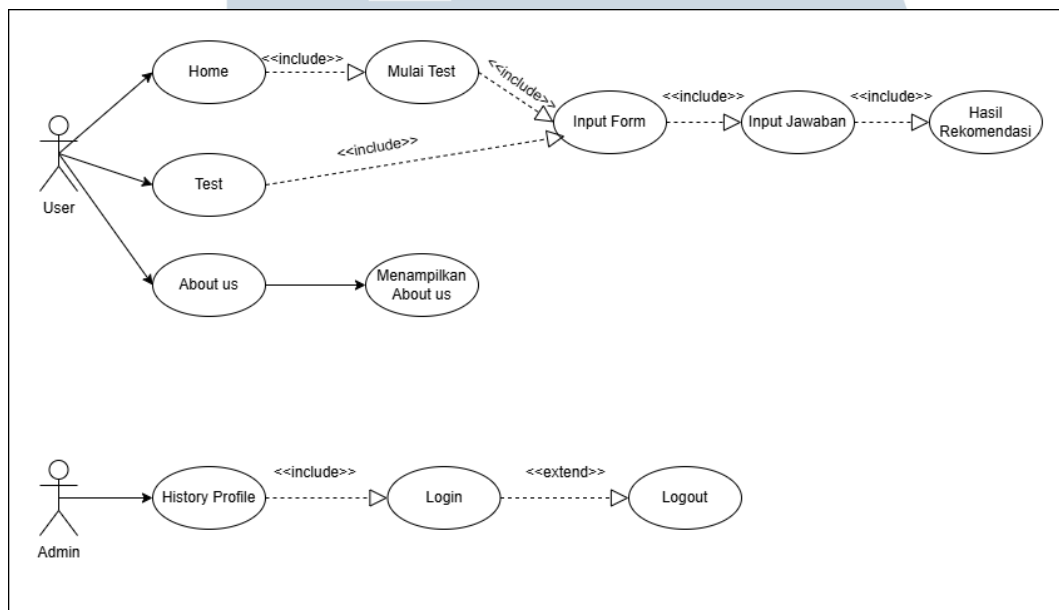 <<include>>
<<include>>
Home
Mulai Test
<<include>>
<<include>>
Input Form
Input Jawaban
Hasil
Rekomendasi
<<include>>
Test
User
About us
Menampilkan
About us
<<include>>
<<extend>>
History Profile
Login
Logout
Admin